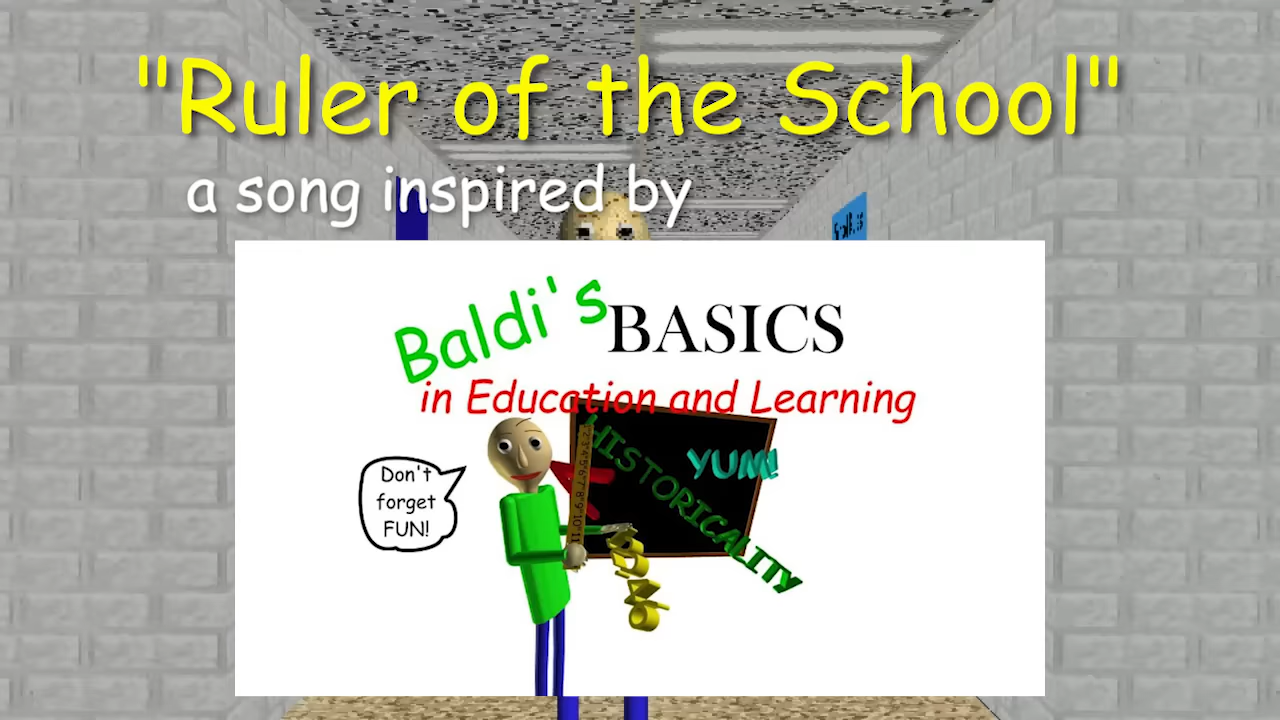 "Ruler of the School"
a song inspired by
Baldi's BASICS
in Education and Learning
Don't
forget
FUN!
HISTORICALITY
YUM!